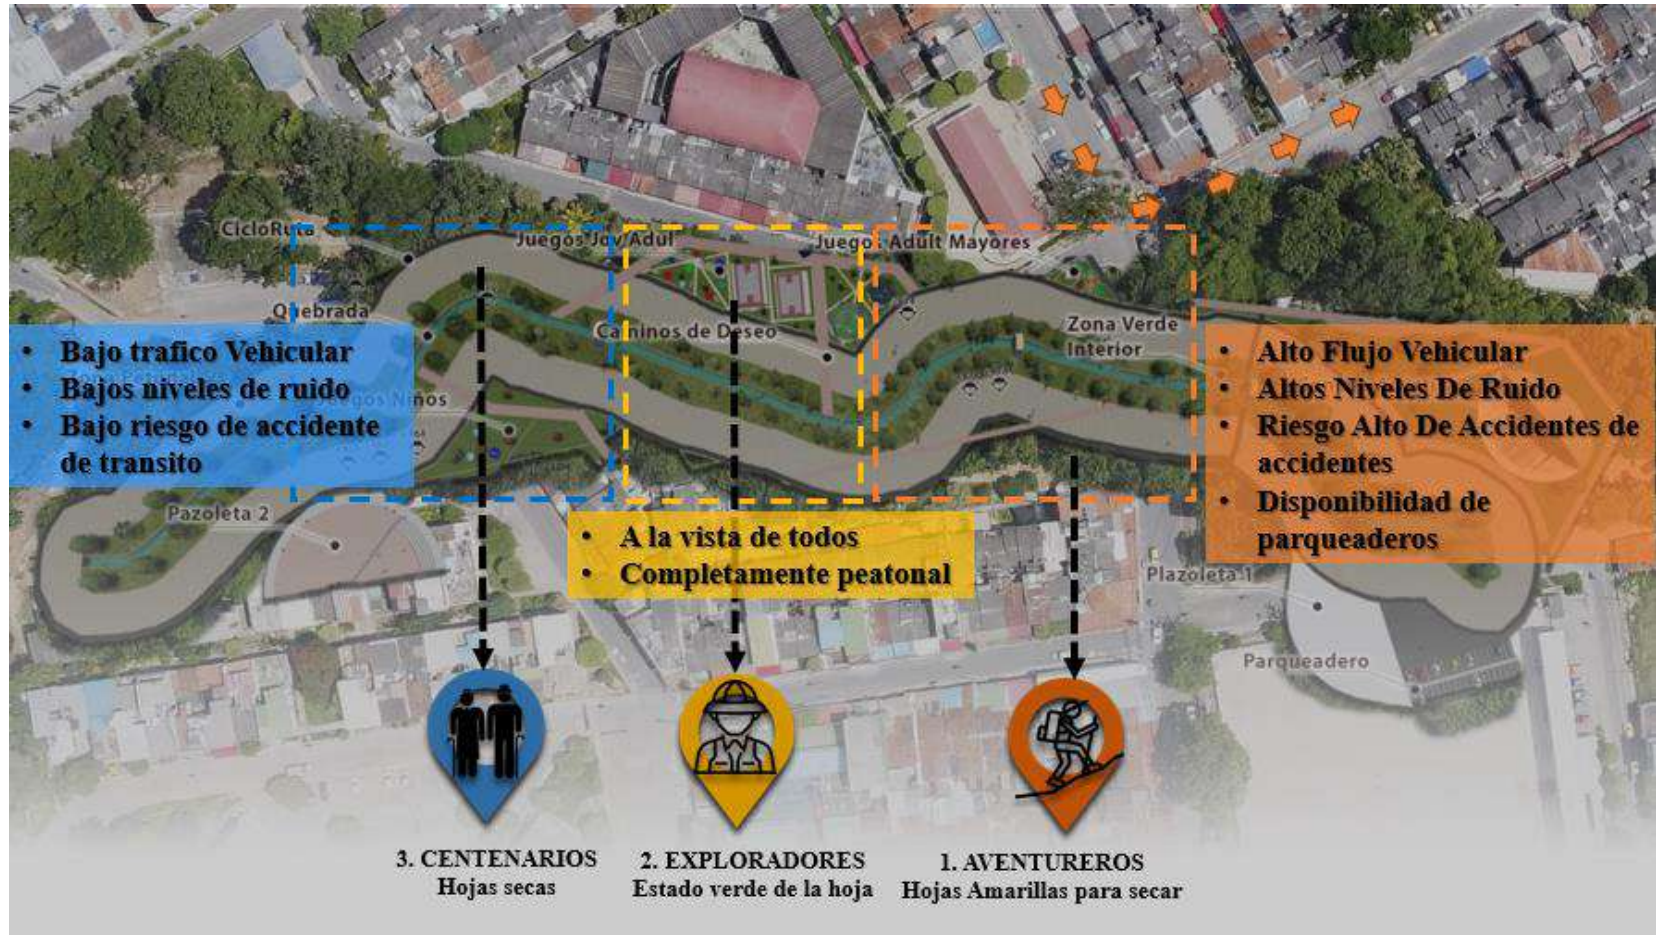 CicloRuta
Juegos Jov Adul
Juegos Adult Mayores
Quebrada
Caminos de Deseo
Zona Verde
Interior
• Bajo trafico Vehicular
• Bajos niveles de ruido
• Bajo riesgo de accidente
de transito
Niños
• Alto Flujo Vehicular
• Altos Niveles De Ruido
• Riesgo Alto De Accidentes de
accidentes
• Disponibilidad de
parqueaderos
Pazoleta 2
• A la vista de todos
• Completamente peatonal
Plazoleta 1
Parqueadero
3. CENTENARIOS
Hojas secas
2. EXPLORADORES
Estado verde de la hoja
1. AVENTUREROS
Hojas Amarillas para secar